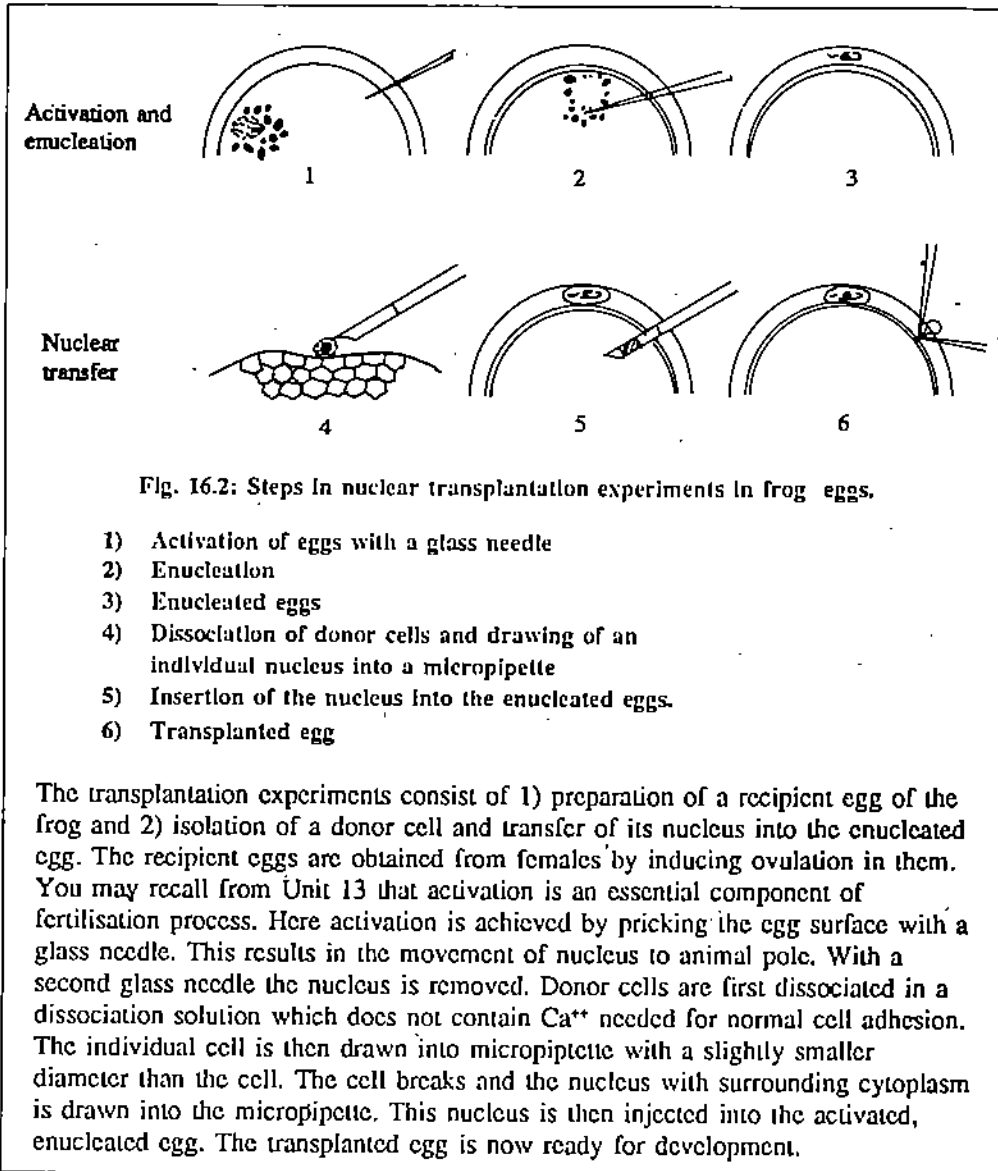 Activation and
enucleation
1
2
3
Nuclear
transfer
4
5
6
Fig. 16.2: Steps in nuclear transplantation experiments in frog eggs.
1) Activation of eggs with a glass needle
2) Enucleation
3) Enucleated eggs
4) Dissociation of donor cells and drawing of an
individual nucleus into a micropipette
5) Insertion of the nucleus into the enucleated eggs.
6) Transplanted egg
The transplantation experiments consist of 1) preparation of a recipient egg of the
frog and 2) isolation of a donor cell and transfer of its nucleus into the enucleated
egg. The recipient eggs are obtained from females by inducing ovulation in them.
You may recall from Unit 13 that activation is an essential component of
fertilisation process. Here activation is achieved by pricking the egg surface with a
glass needle. This results in the movement of nucleus to animal pole. With a
second glass needle the nucleus is removed. Donor cells are first dissociated in a
dissociation solution which does not contain Ca⁺⁺ needed for normal cell adhesion.
The individual cell is then drawn into micropiptette with a slightly smaller
diameter than the cell. The cell breaks and the nucleus with surrounding cytoplasm
is drawn into the micropipette. This nucleus is then injected into the activated,
enucleated egg. The transplanted egg is now ready for development.